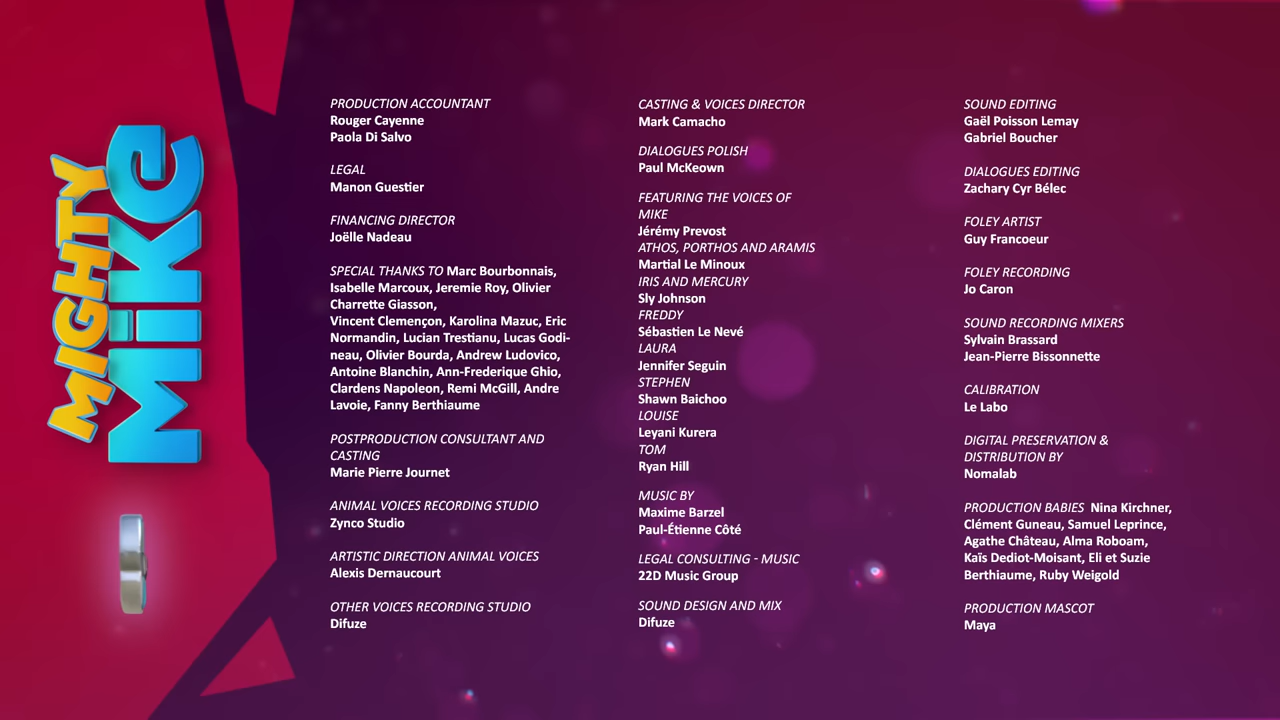 MIGHTY
MIKE
PRODUCTION ACCOUNTANT
Rouger Cayenne
Paola Di Salvo
LEGAL
Manon Guestier
FINANCING DIRECTOR
Joëlle Nadeau
SPECIAL THANKS TO Marc Bourbonnais,
Isabelle Marcoux, Jeremie Roy, Olivier
Charrette Giasson,
Vincent Clemençon, Karolina Mazuc, Eric
Normandin, Lucian Trestianu, Lucas Godi-
neau, Olivier Bourda, Andrew Ludovico,
Antoine Blanchin, Ann-Frederique Ghio,
Clardens Napoleon, Remi McGill, Andre
Lavoie, Fanny Berthiaume
POSTPRODUCTION CONSULTANT AND
CASTING
Marie Pierre Journet
ANIMAL VOICES RECORDING STUDIO
Zynco Studio
ARTISTIC DIRECTION ANIMAL VOICES
Alexis Dernaucourt
OTHER VOICES RECORDING STUDIO
Difuze
CASTING & VOICES DIRECTOR
Mark Camacho
DIALOGUES POLISH
Paul McKeown
FEATURING THE VOICES OF
MIKE
Jérémy Prevost
ATHOS, PORTHOS AND ARAMIS
Martial Le Minoux
IRIS AND MERCURY
Sly Johnson
FREDDY
Sébastien Le Nevé
LAURA
Jennifer Seguin
STEPHEN
Shawn Baichoo
LOUISE
Leyani Kurera
TOM
Ryan Hill
MUSIC BY
Maxime Barzel
Paul-Étienne Côté
LEGAL CONSULTING - MUSIC
22D Music Group
SOUND DESIGN AND MIX
Difuze
SOUND EDITING
Gaël Poisson Lemay
Gabriel Boucher
DIALOGUES EDITING
Zachary Cyr Bélec
FOLEY ARTIST
Guy Francoeur
FOLEY RECORDING
Jo Caron
SOUND RECORDING MIXERS
Sylvain Brassard
Jean-Pierre Bissonnette
CALIBRATION
Le Labo
DIGITAL PRESERVATION &
DISTRIBUTION BY
Nomalab
PRODUCTION BABIES Nina Kirchner,
Clément Guneau, Samuel Leprince,
Agathe Château, Alma Roboam,
Kaïs Dediot-Moisant, Eli et Suzie
Berthiaume, Ruby Weigold
PRODUCTION MASCOT
Maya